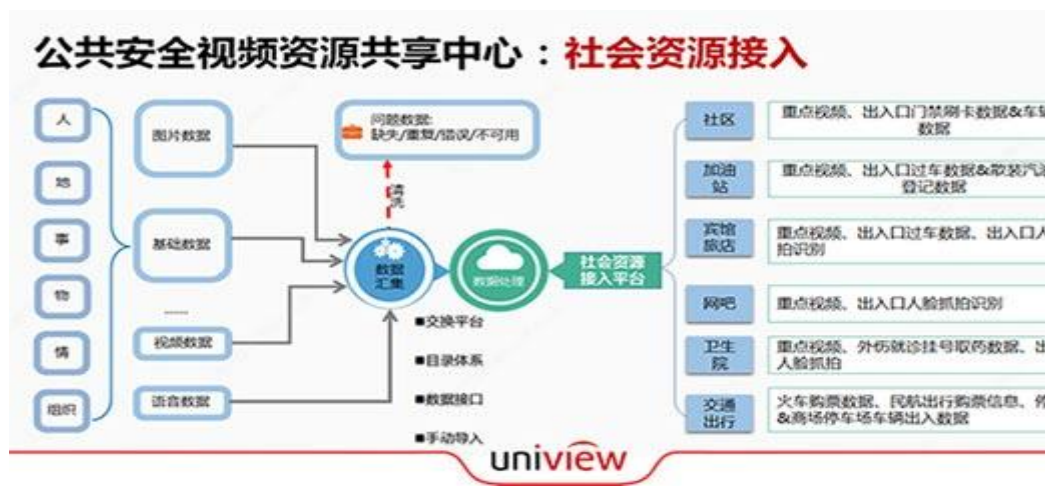 公共安全视频资源共享中心：社会资源接入
人
地
事
物
情
组织
图片数据
基础数据
......
视频数据
语音数据
问题数据:
缺失/重复/错误/不可用
清洗
数据
汇集
数据处理
社会资源
接入平台
■交换平台
■目录体系
■数据接口
■手动导入
社区
重点视频、出入口门禁刷卡数据&车辆
数据
加油
站
重点视频、出入口过车数据&散装汽油
登记数据
宾馆
旅店
重点视频、出入口过车数据、出入口人
拍识别
网吧
重点视频、出入口人脸抓拍识别
卫生
院
重点视频、外伤就诊挂号取药数据、出
人脸抓拍
交通
出行
火车购票数据、民航出行购票信息、停
&商场停车场车辆出入数据
uniview